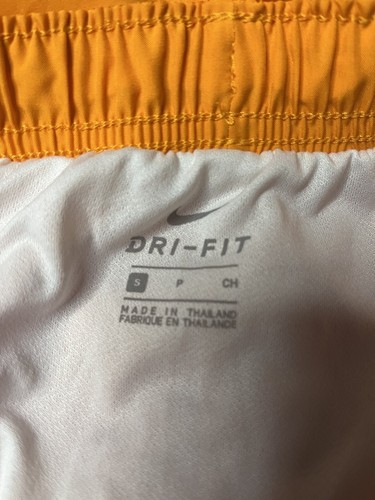 DRI-FIT
S P CH
MADE IN THAILAND
FABRIQUE EN THAILANDE